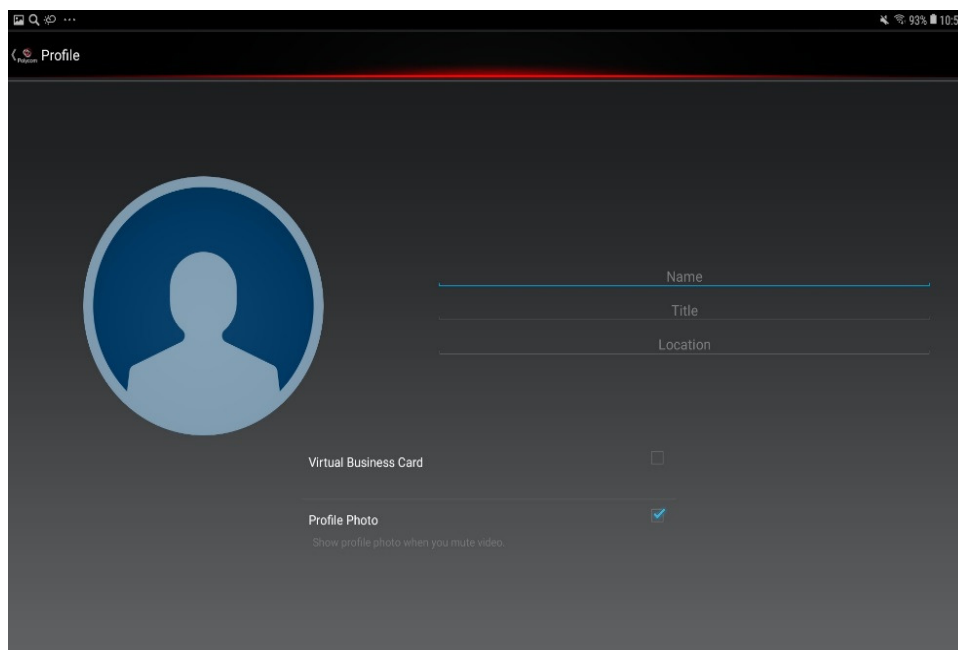 93% 10:5
Polycom Profile
Name
Title
Location
Virtual Business Card
Profile Photo
Show profile photo when you mute video.